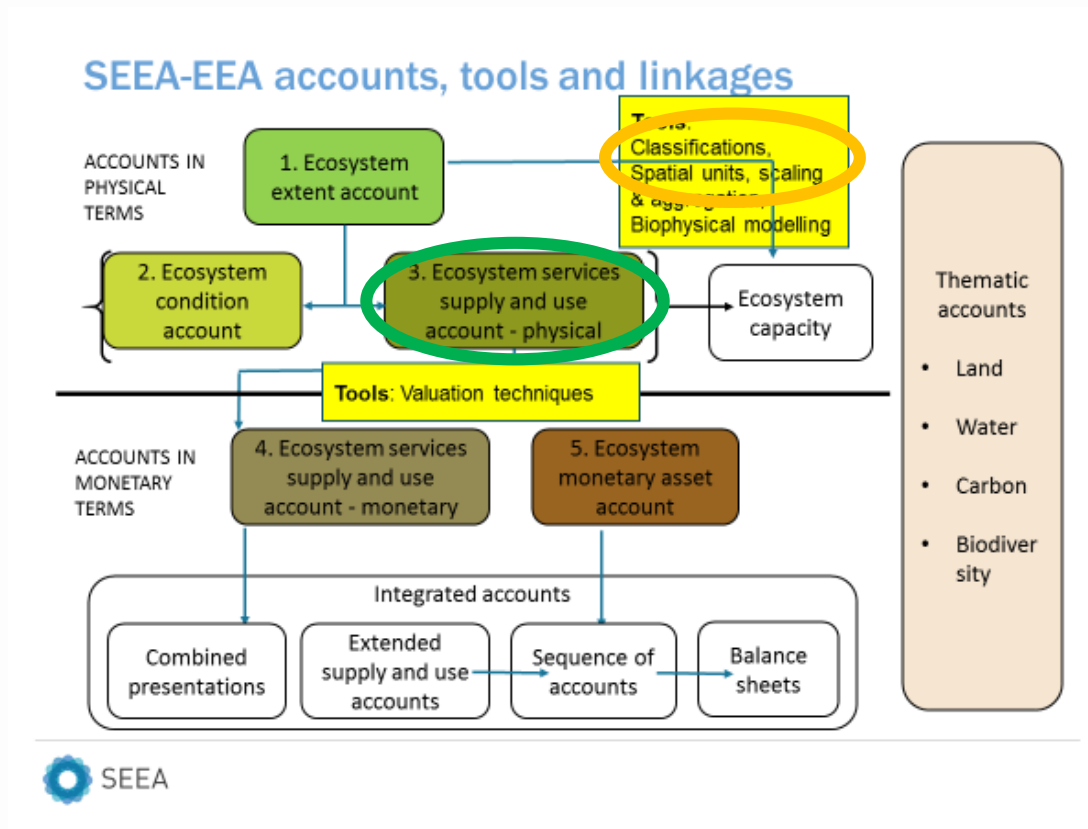 SEEA-EEA accounts, tools and linkages
ACCOUNTS IN
PHYSICAL
TERMS
1. Ecosystem
extent account
Tools:
Classifications,
Spatial units, scaling
& aggregation,
Biophysical modelling
2. Ecosystem
condition
account
3. Ecosystem services
supply and use
account - physical
Ecosystem
capacity
Tools: Valuation techniques
ACCOUNTS IN
MONETARY
TERMS
4. Ecosystem services
supply and use
account - monetary
5. Ecosystem
monetary asset
account
Integrated accounts
Combined
presentations
Extended
supply and use
accounts
Sequence of
accounts
Balance
sheets
Thematic
accounts
• Land
• Water
• Carbon
• Biodiver
sity
SEEA